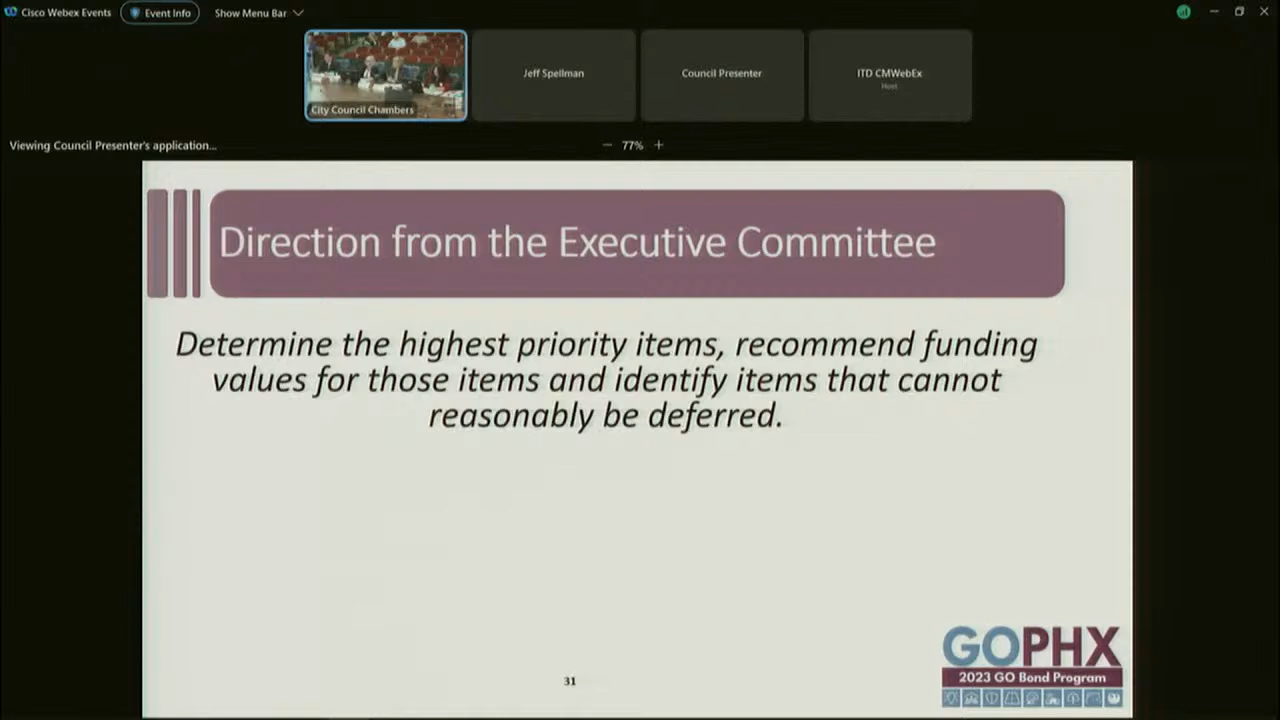 Cisco Webex Events
Event Info
Show Menu Bar
City Council Chambers
Jeff Spellman
Council Presenter
ITD CMWebEx
Host
Viewing Council Presenter's application...
77%
Direction from the Executive Committee
Determine the highest priority items, recommend funding
values for those items and identify items that cannot
reasonably be deferred.
31
GOPHX
2023 GO Bond Program